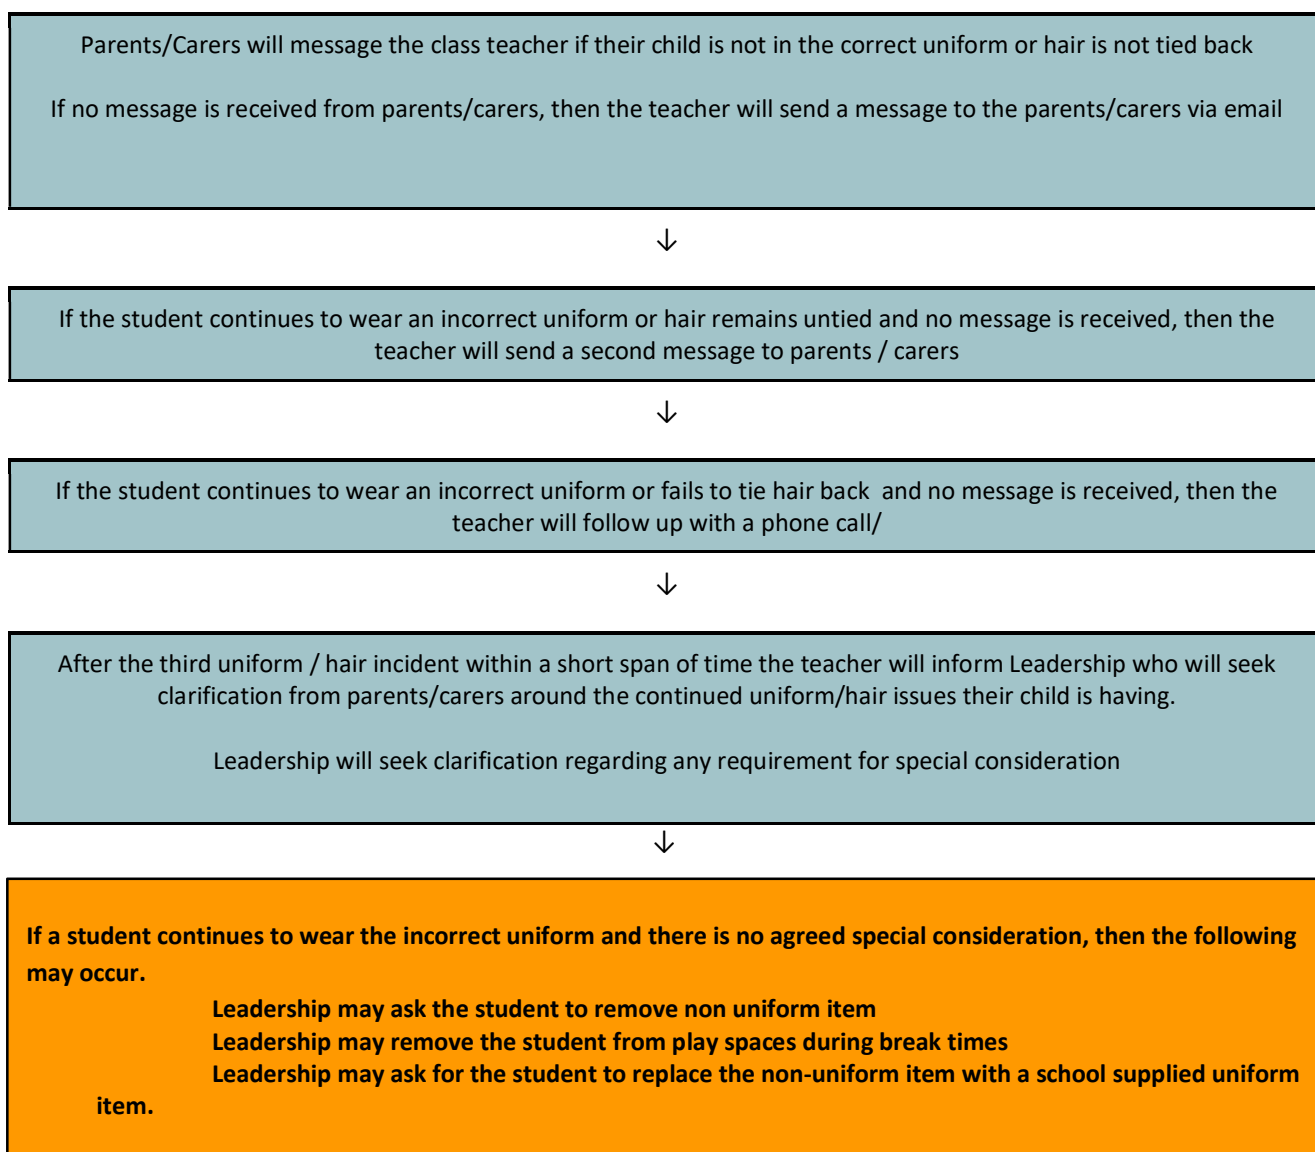 Parents/Carers will message the class teacher if their child is not in the correct uniform or hair is not tied back
If no message is received from parents/carers, then the teacher will send a message to the parents/carers via email
↓
If the student continues to wear an incorrect uniform or hair remains untied and no message is received, then the
teacher will send a second message to parents / carers
↓
If the student continues to wear an incorrect uniform or fails to tie hair back  and no message is received, then the
teacher will follow up with a phone call/
↓
After the third uniform / hair incident within a short span of time the teacher will inform Leadership who will seek
clarification from parents/carers around the continued uniform/hair issues their child is having.
Leadership will seek clarification regarding any requirement for special consideration
↓
If a student continues to wear the incorrect uniform and there is no agreed special consideration, then the following
may occur.
Leadership may ask the student to remove non uniform item
Leadership may remove the student from play spaces during break times
Leadership may ask for the student to replace the non-uniform item with a school supplied uniform
item.